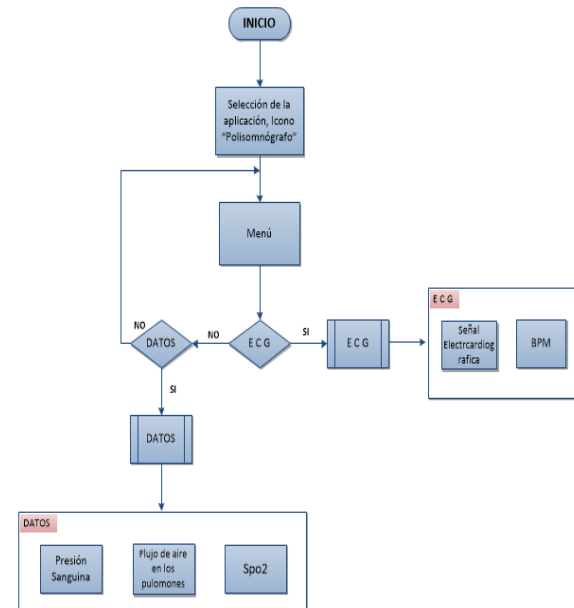 INICIO
Selección de la
aplicación, Icono
"Polisomnógrafo"
Menú
NO
DATOS
NO
E C G
SI
E C G
E C G
Señal
Electrcardiog
rafica
BPM
SI
DATOS
DATOS
Presión
Sanguina
Flujo de aire
en los
pulomones
Spo2